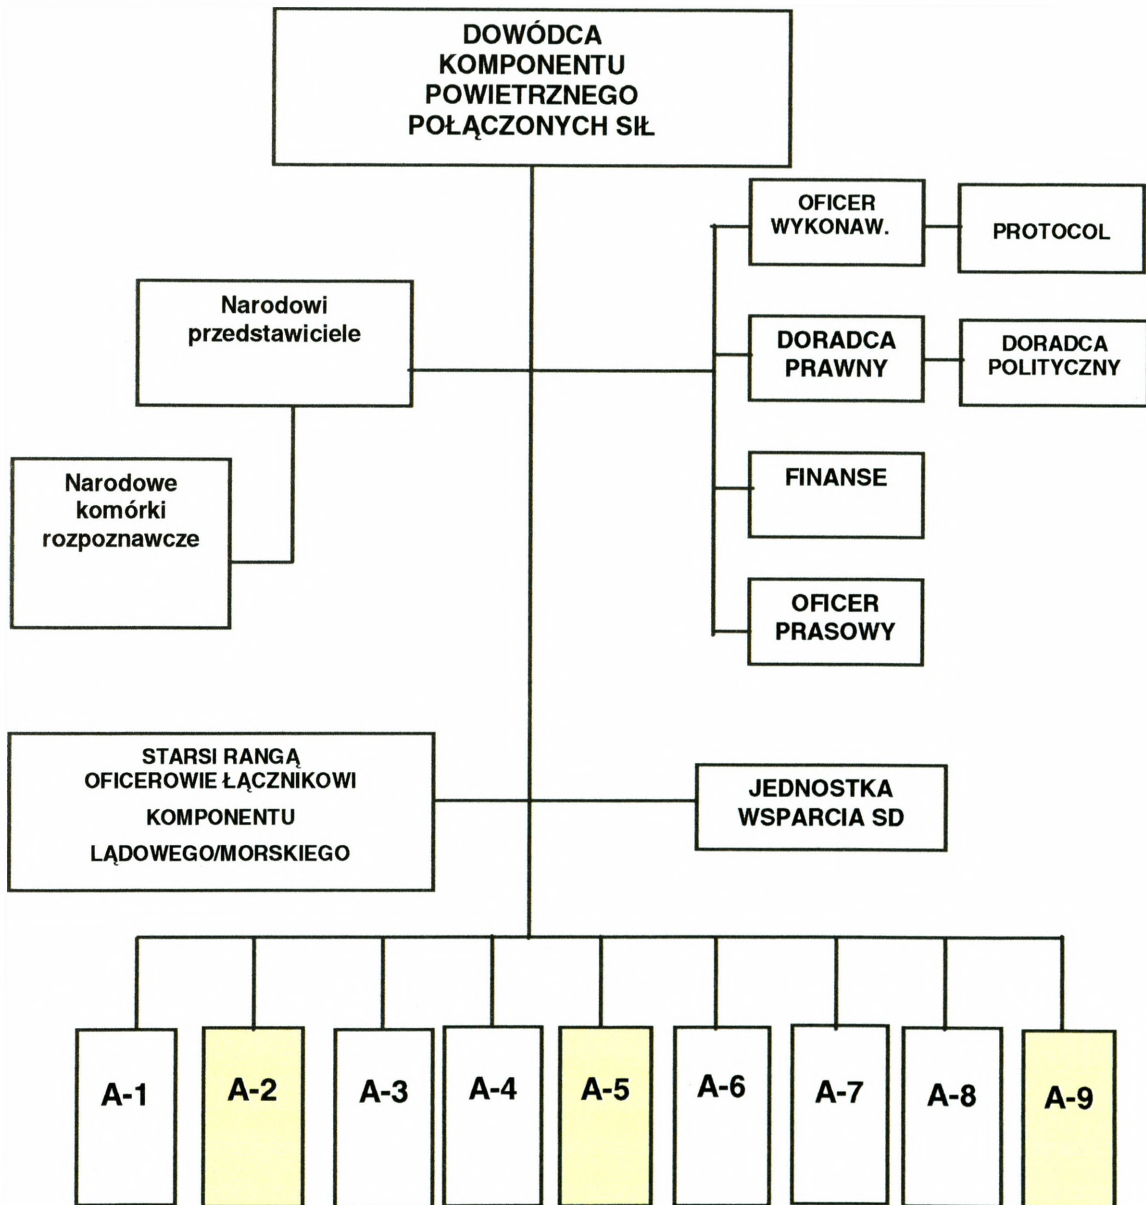 DOWÓDCA
KOMPONENTU
POWIETRZNEGO
POŁĄCZONYCH SIŁ
OFICER
WYKONAW.
PROTOCOL
Narodowi
przedstawiciele
DORADCA
PRAWNY
DORADCA
POLITYCZNY
Narodowe
komórki
rozpoznawcze
FINANSE
OFICER
PRASOWY
STARSI RANGĄ
OFICEROWIE ŁĄCZNIKOWI
KOMPONENTU
LĄDOWEGO/MORSKIEGO
JEDNOSTKA
WSPARCIA SD
A-1
A-2
A-3
A-4
A-5
A-6
A-7
A-8
A-9